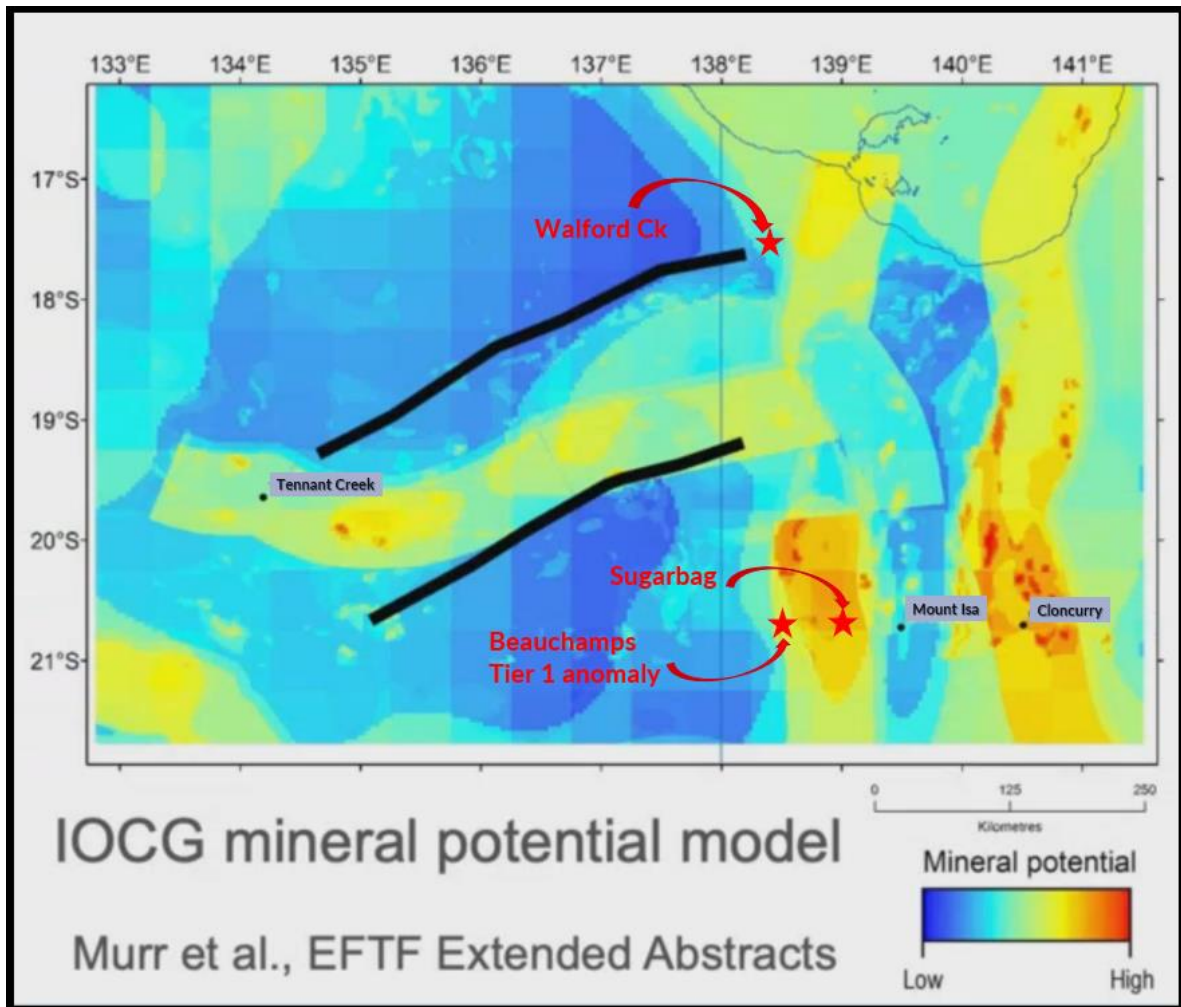 133°E 134°E 135°E 136°E 137°E 138°E 139°E 140°E 141°E
17°S
Walford Ck
18°S
19°S
Tennant Creek
20°S
Sugarbag
Mount Isa
Cloncurry
Beauchamps
Tier 1 anomaly
21°S
0 125 250
Kilometres
IOCG mineral potential model
Mineral potential
Murr et al., EFTF Extended Abstracts
Low High